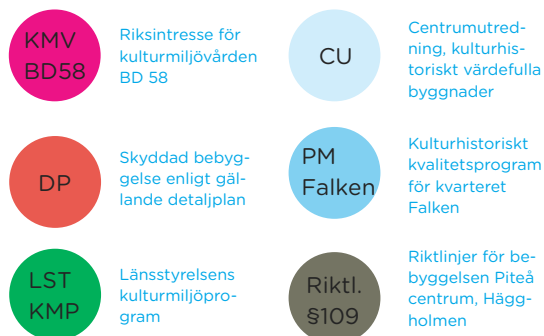 KMV
BD58
Riksintresse för
kulturmiljövården
BD 58
CU
Centrumutred-
ning, kulturhis-
toriskt värdefulla
byggnader
DP
Skyddad bebyg-
gelse enligt gäl-
lande detaljplan
PM
Falken
Kulturhistoriskt
kvalitetsprogram
för kvarteret
Falken
LST
KMP
Länsstyrelsens
kulturmiljöpro-
gram
Riktl.
§109
Riktlinjer för be-
byggelsen Piteå
centrum, Hägg-
holmen